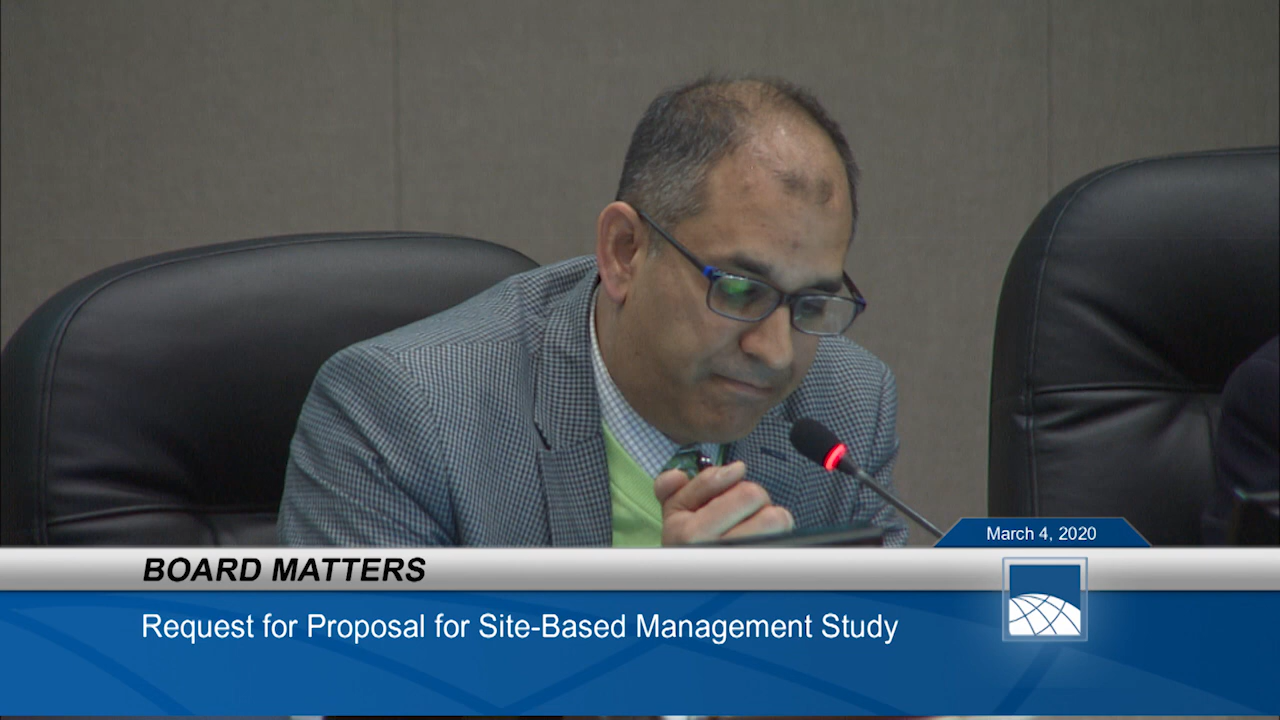 March 4, 2020
BOARD MATTERS
Request for Proposal for Site-Based Management Study